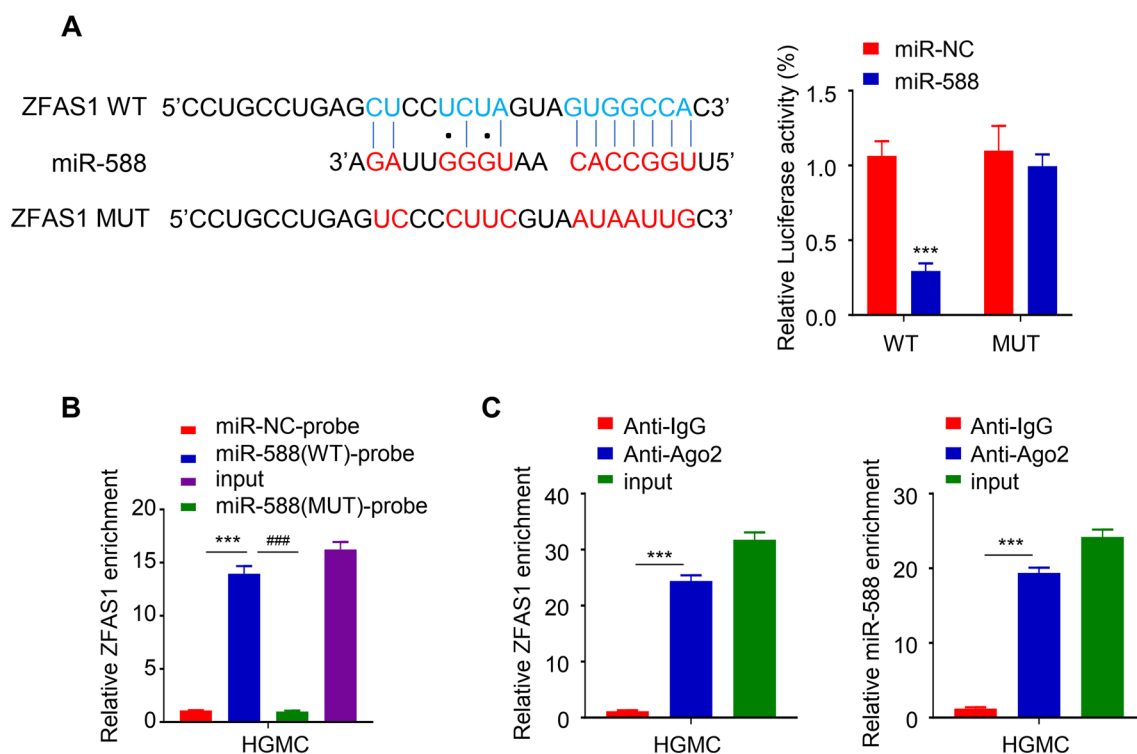 A
ZFAS1 WT 5’CCUGCCUGAGCUCCUCUAGUAGUGGCCAC3’
miR-588 3’AGAUUGGGUAA CACCGGUU5’
ZFAS1 MUT 5’CCUGCCUGAGUCCCCUUCGUAAUAAUUGC3’
miR-NC
miR-588
Relative Luciferase activity (%)
1.5
1.0
0.5
0.0
***
WT MUT
B
miR-NC-probe
miR-588(WT)-probe
input
miR-588(MUT)-probe
Relative ZFAS1 enrichment
20
15
10
5
0
*** ###
HGMC
C
Anti-IgG
Anti-Ago2
input
Relative ZFAS1 enrichment
40
30
20
10
0
***
HGMC
Anti-IgG
Anti-Ago2
input
Relative miR-588 enrichment
30
20
10
0
***
HGMC